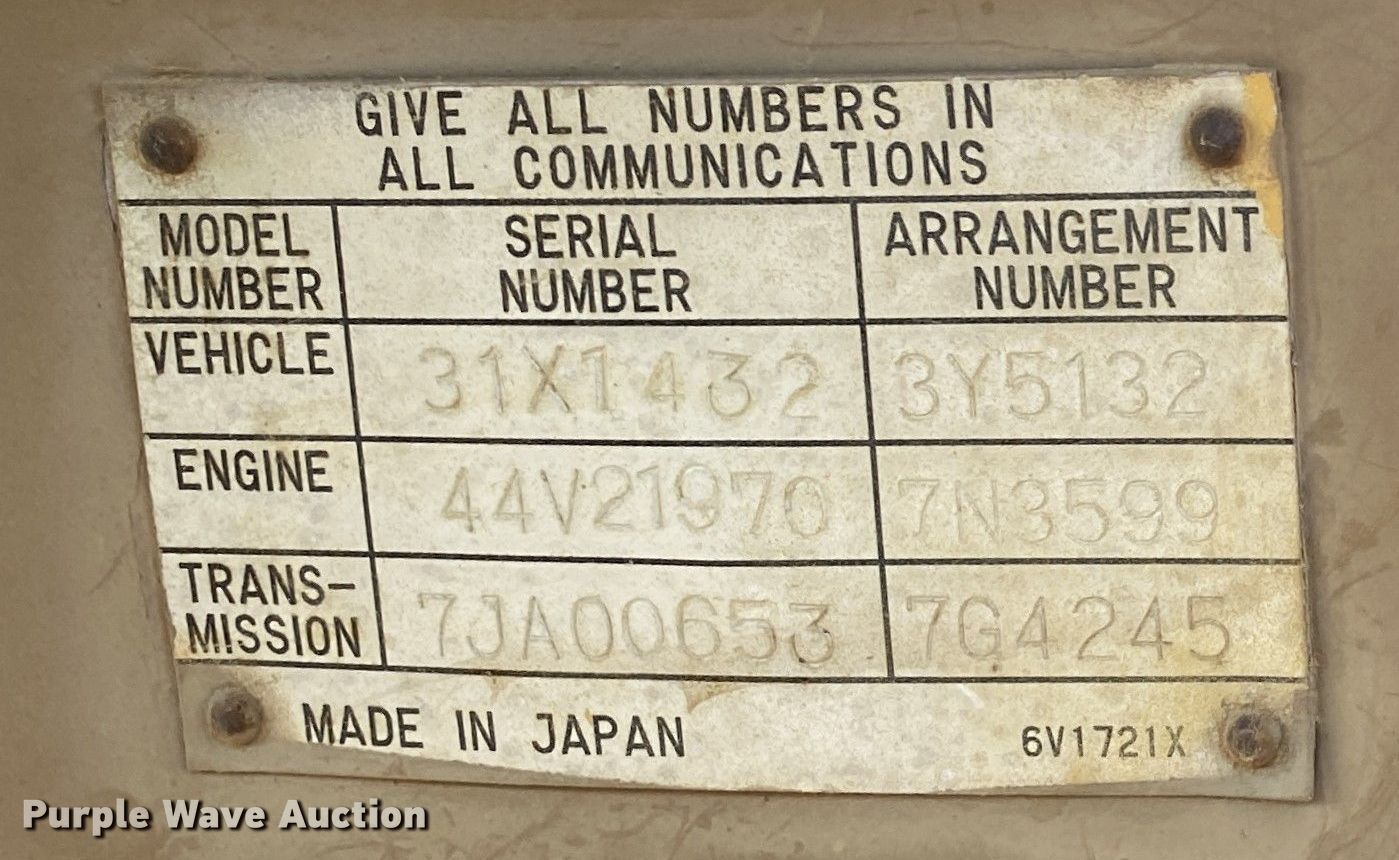 GIVE ALL NUMBERS IN
ALL COMMUNICATIONS
MODEL NUMBER SERIAL NUMBER ARRANGEMENT NUMBER
VEHICLE 31X1432 3Y5132
ENGINE 44V21970 7N3599
TRANS-
MISSION 7JA00653 7G4245
MADE IN JAPAN 6V1721X
Purple Wave Auction